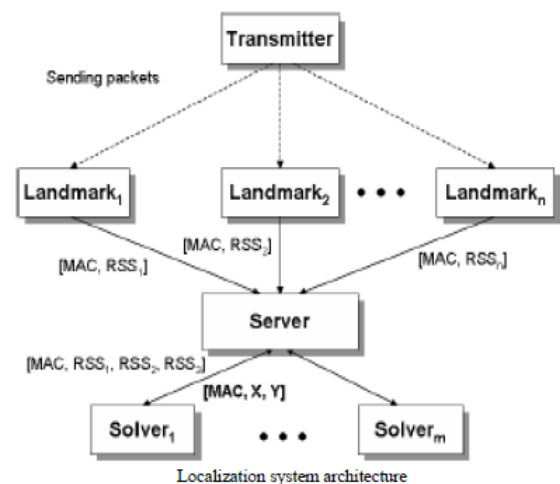 Transmitter
Sending packets
Landmark₁ Landmark₂ • • • Landmarkₙ
[MAC, RSS₁] [MAC, RSS₂] [MAC, RSSₙ]
Server
[MAC, RSS₁, RSS₂, RSS₃]
[MAC, X, Y]
Solver₁ • • • Solverₘ
Localization system architecture